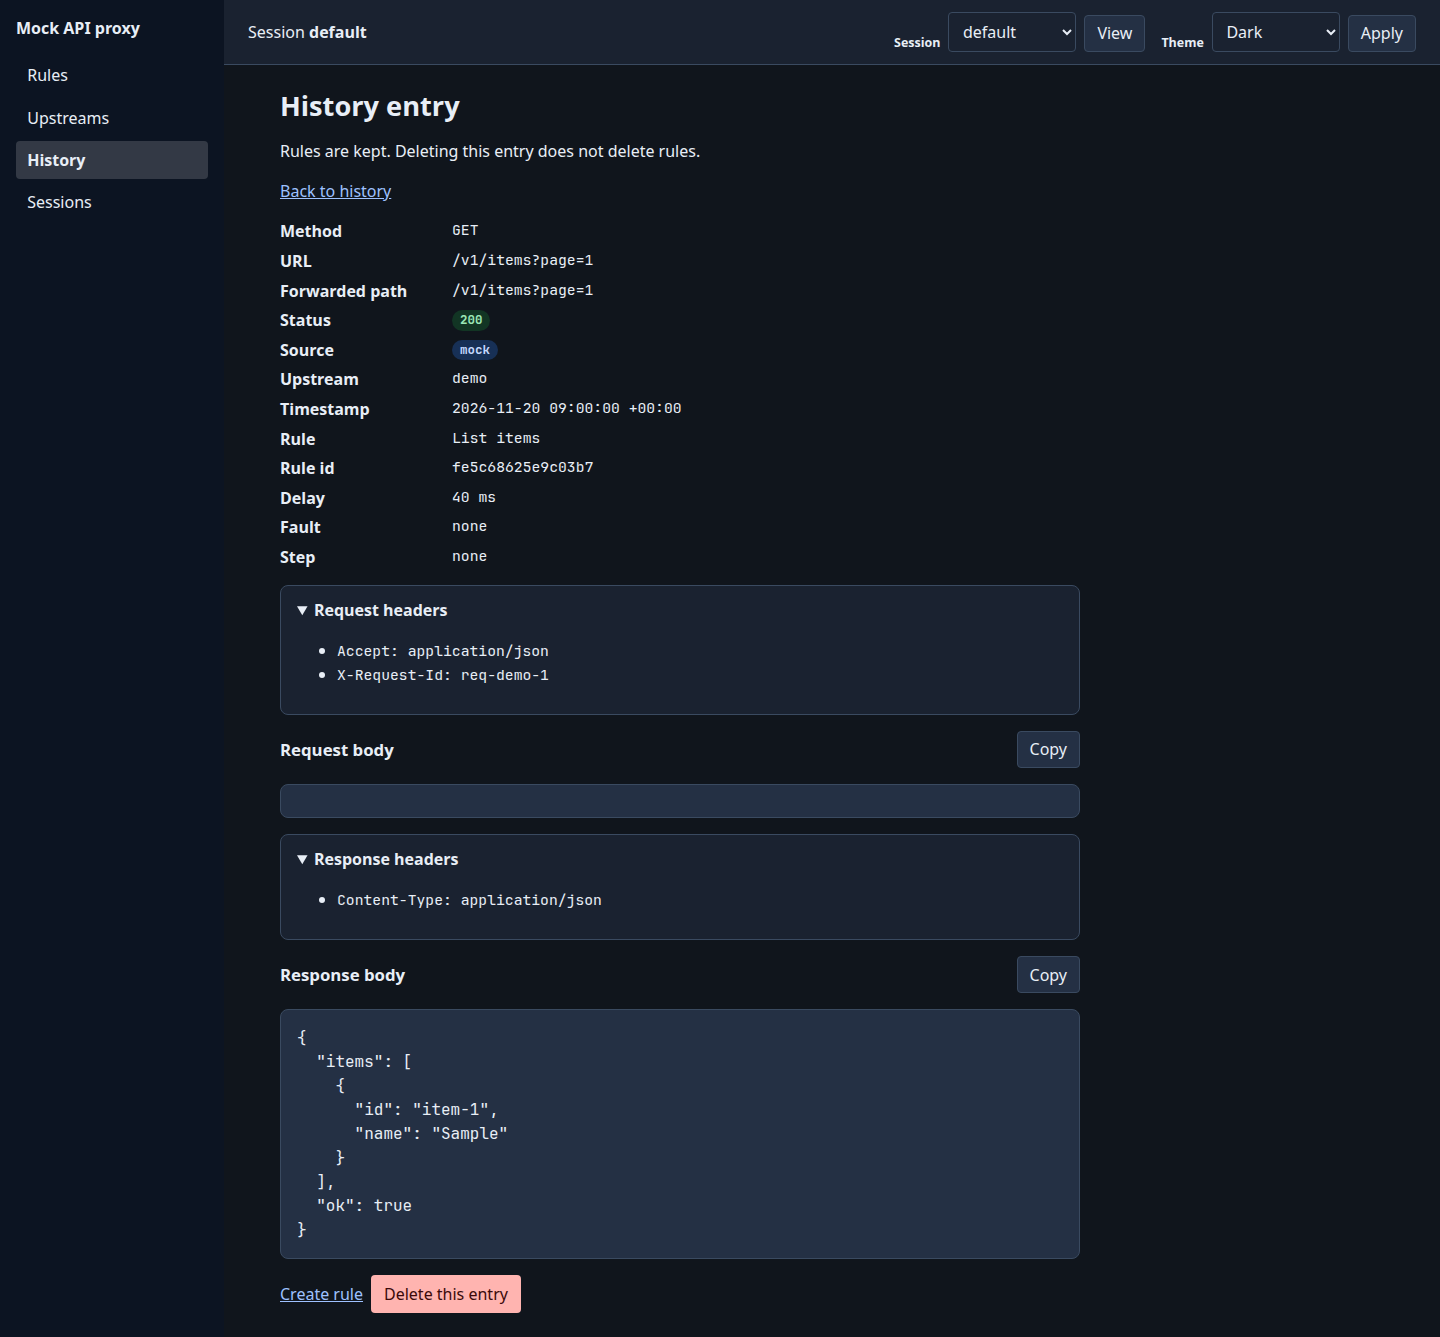 Mock API proxy
Rules
Upstreams
History
Sessions
Session default
Session
default
View
Theme
Dark
Apply
History entry
Rules are kept. Deleting this entry does not delete rules.
Back to history
Method GET
URL /v1/items?page=1
Forwarded path /v1/items?page=1
Status 200
Source mock
Upstream demo
Timestamp 2026-11-20 09:00:00 +00:00
Rule List items
Rule id fe5c68625e9c03b7
Delay 40 ms
Fault none
Step none
Request headers
Accept: application/json
X-Request-Id: req-demo-1
Request body
Copy
Response headers
Content-Type: application/json
Response body
Copy
{
  "items": [
    {
      "id": "item-1",
      "name": "Sample"
    }
  ],
  "ok": true
}
Create rule
Delete this entry